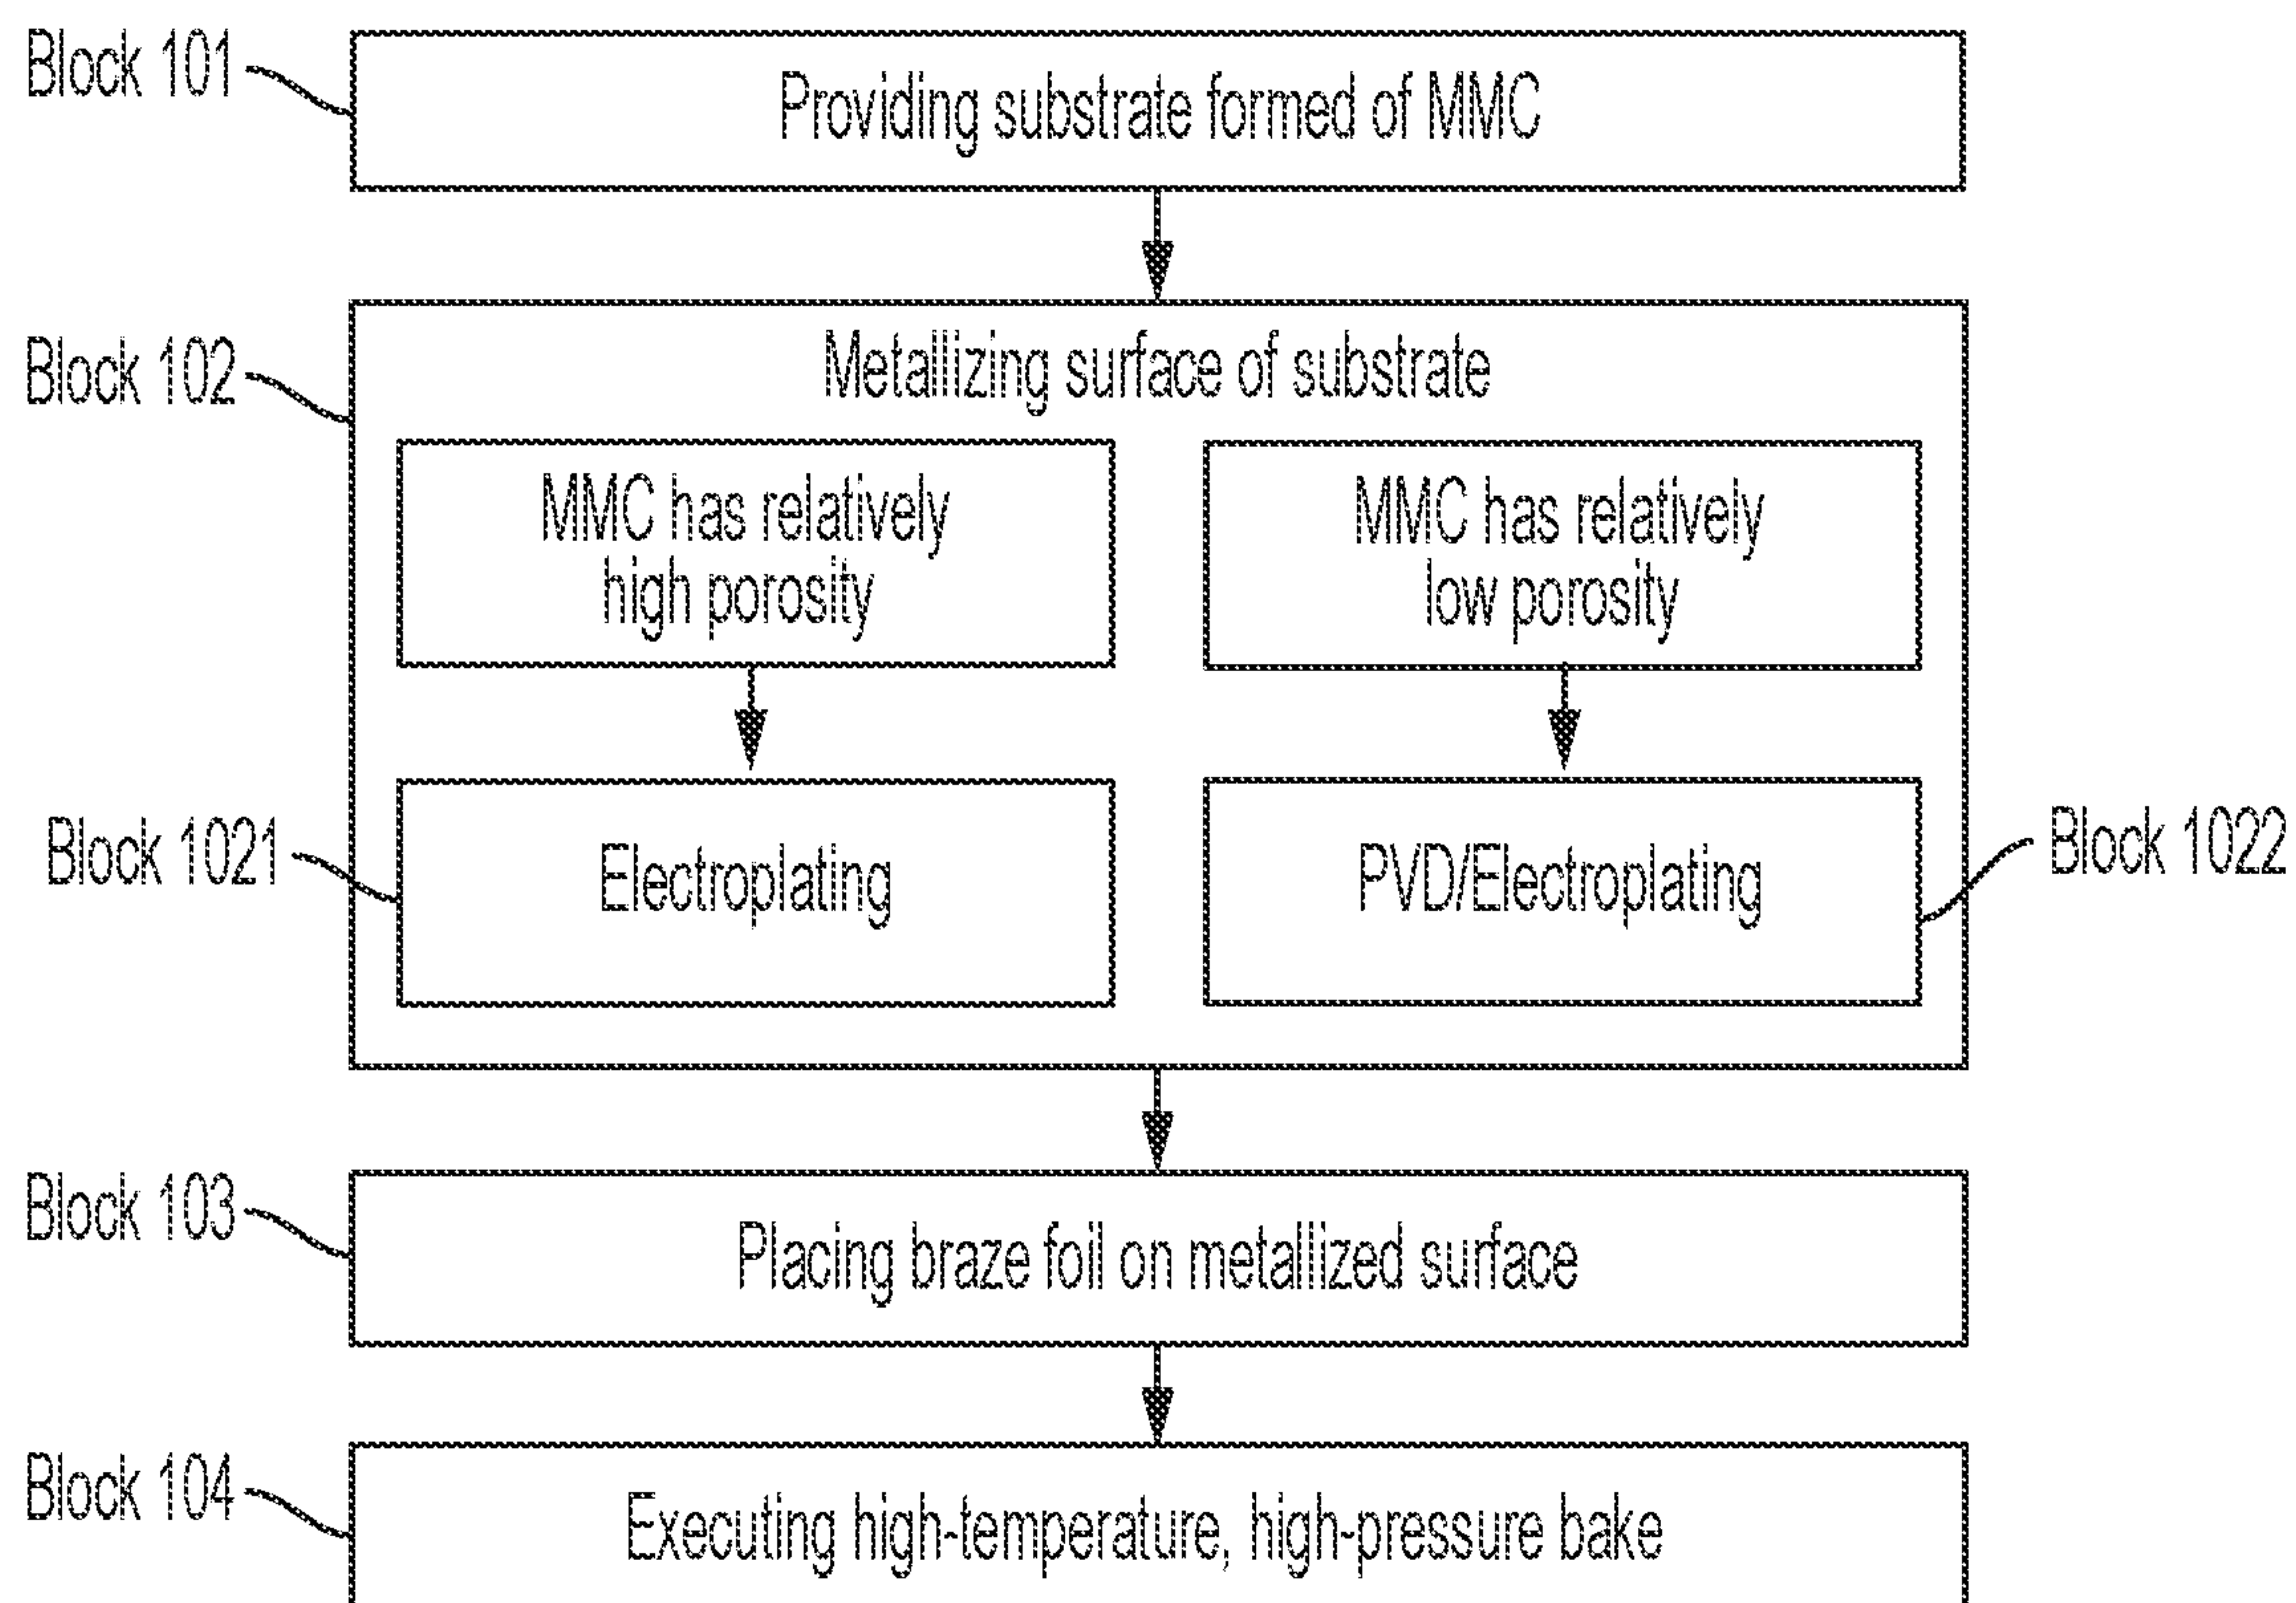 Block 101
Providing substrate formed of MMC
Block 102
Metallizing surface of substrate
MMC has relatively
high porosity
MMC has relatively
low porosity
Block 1021
Electroplating
PVD/Electroplating
Block 1022
Block 103
Placing braze foil on metallized surface
Block 104
Executing high-temperature, high-pressure bake